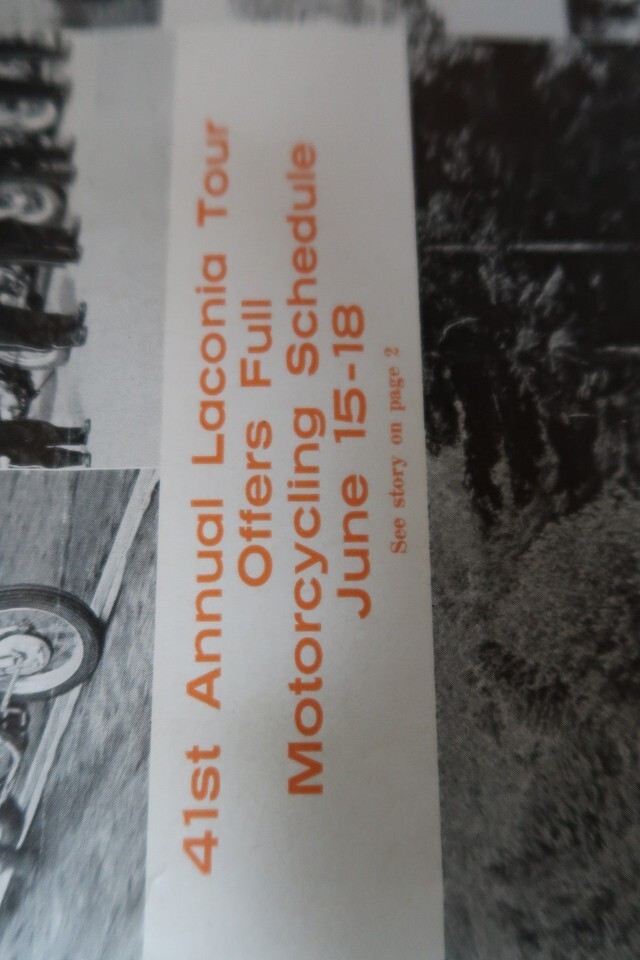 41st Annual Laconia Tour
Offers Full
Motorcycling Schedule
June 15-18
See story on page 2